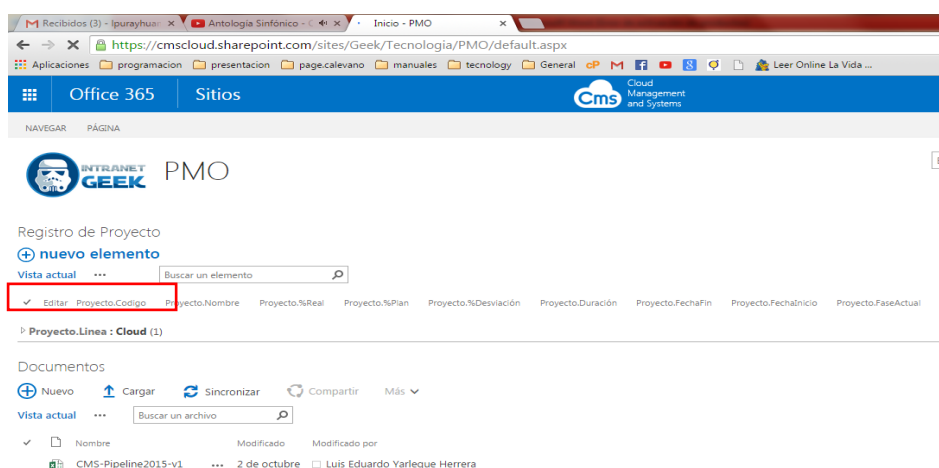 Recibidos (3) - lpurayhuan
Antología Sinfónico - C
Inicio - PMO
https://cmscloud.sharepoint.com/sites/Geek/Tecnologia/PMO/default.aspx
Aplicaciones programacion presentacion page.calevano manuales tecnology General cP Leer Online La Vida ...
Office 365 Sitios Cms Cloud Management and Systems
NAVEGAR PÁGINA
INTRANET GEEK
PMO
Registro de Proyecto
nuevo elemento
Vista actual ... Buscar un elemento
Editar Proyecto.Codigo Proyecto.Nombre Proyecto.%Real Proyecto.%Plan Proyecto.%Desviación Proyecto.Duración Proyecto.FechaFin Proyecto.FechaInicio Proyecto.FaseActual
Proyecto.Linea : Cloud (1)
Documentos
Nuevo Cargar Sincronizar Compartir Más
Vista actual ... Buscar un archivo
Nombre Modificado Modificado por
CMS-Pipeline2015-v1 ... 2 de octubre Luis Eduardo Yarleque Herrera